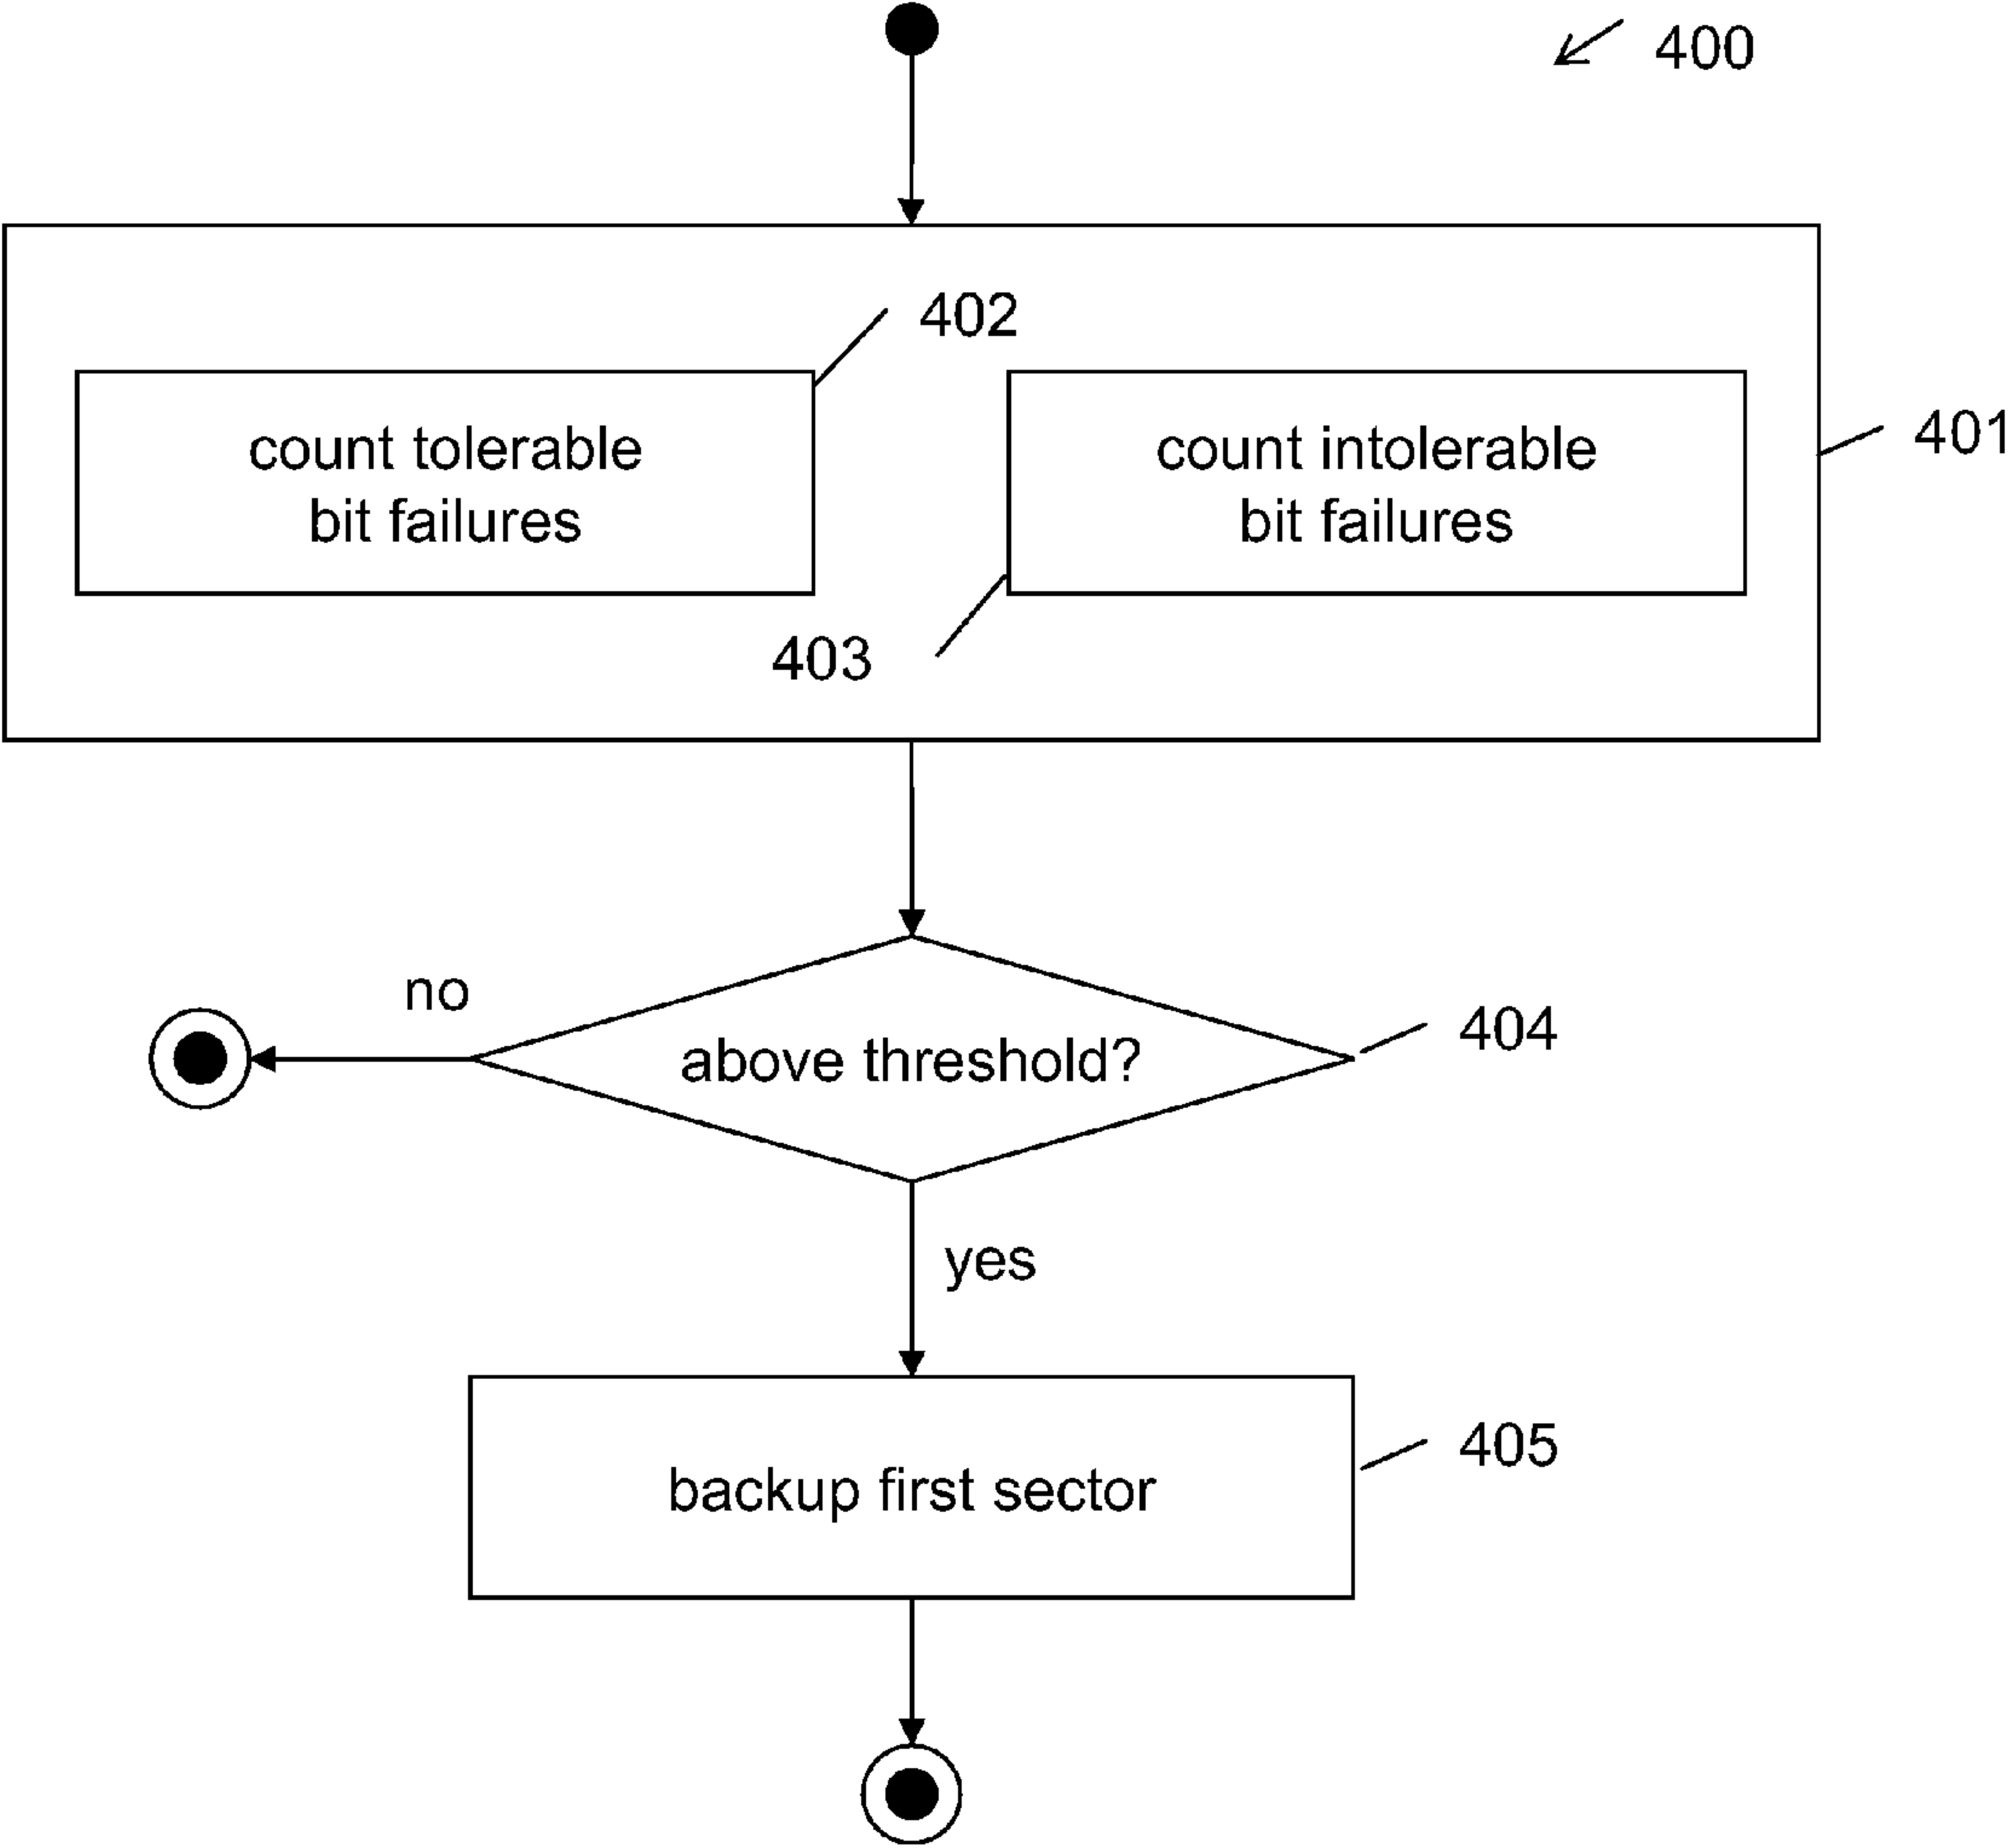 400
402
count tolerable
bit failures
count intolerable
bit failures
401
403
no
above threshold?
404
yes
backup first sector
405